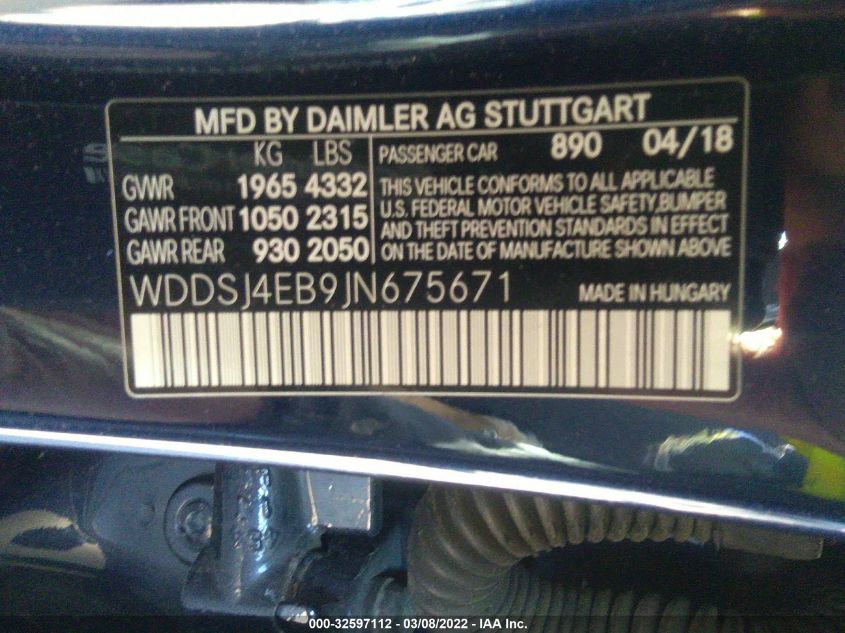 MFD BY DAIMLER AG STUTTGART
KG LBS
GVWR 1965 4332
GAWR FRONT 1050 2315
GAWR REAR 930 2050
PASSENGER CAR 890 04/18
THIS VEHICLE CONFORMS TO ALL APPLICABLE
U.S. FEDERAL MOTOR VEHICLE SAFETY,BUMPER
AND THEFT PREVENTION STANDARDS IN EFFECT
ON THE DATE OF MANUFACTURE SHOWN ABOVE
WDDSJ4EB9JN675671 MADE IN HUNGARY
000-32597112 - 03/08/2022 - IAA Inc.